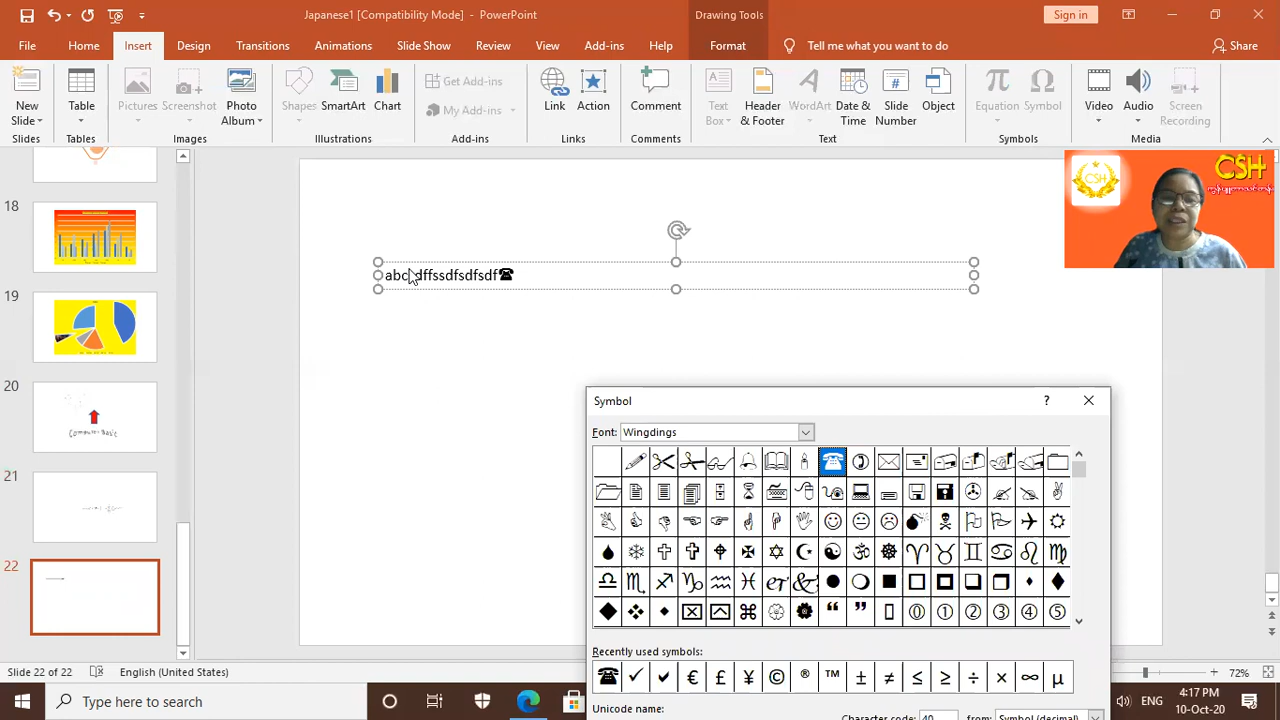 Japanese1 [Compatibility Mode] - PowerPoint
Drawing Tools
Sign in
File
Home
Insert
Design
Transitions
Animations
Slide Show
Review
View
Add-ins
Help
Format
Tell me what you want to do
Share
New Slide
Table
Pictures
Screenshot
Photo Album
Shapes
SmartArt
Chart
Get Add-ins
My Add-ins
Link
Action
Comment
Text Box
Header & Footer
WordArt
Date & Time
Slide Number
Object
Equation
Symbol
Video
Audio
Screen Recording
Slides
Tables
Images
Illustrations
Add-ins
Links
Comments
Text
Symbols
Media
CSH
CSH
18
19
20
Computer Basic
21
22
Symbol
?
Font:
Wingdings
Recently used symbols:
☎ ✓ € £ ¥ © ® ™ ± ≠ ≤ ≥ ÷ × ∞ µ
Unicode name:
Character code:
40
from:
Symbol (decimal)
Slide 22 of 22
English (United States)
72%
Type here to search
ENG
4:17 PM
10-Oct-20